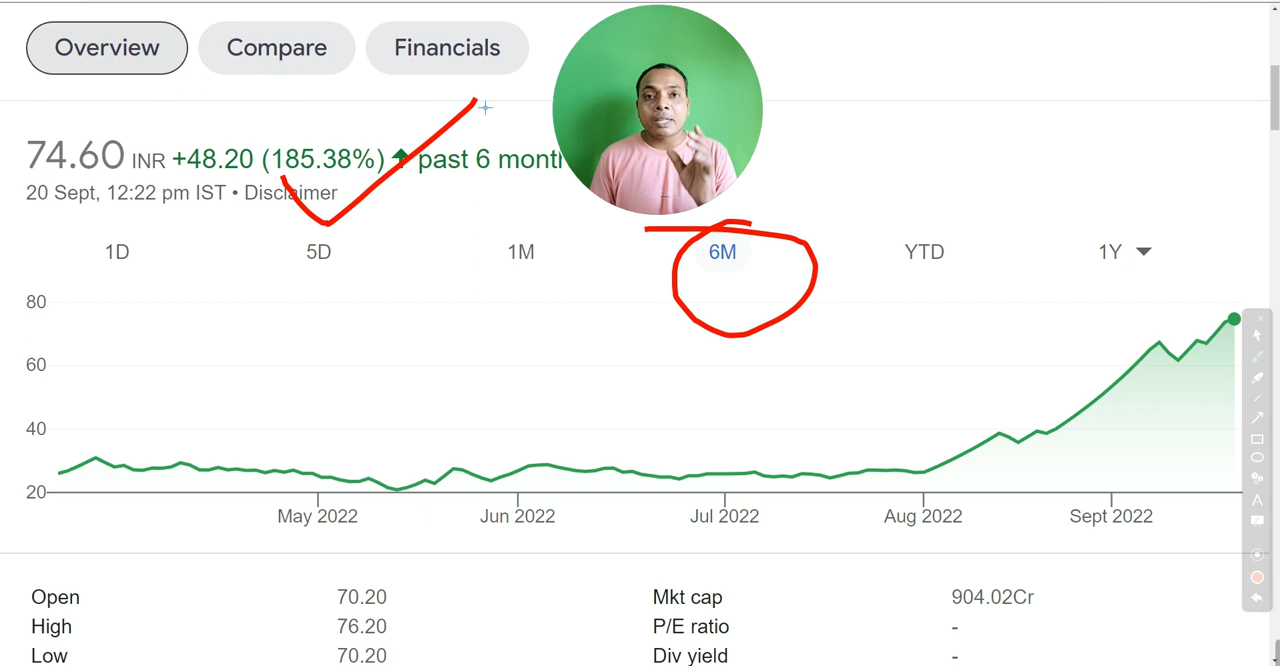 Overview Compare Financials
74.60 INR +48.20 (185.38%) past 6
20 Sept, 12:22 pm IST • Disclaimer
1D 5D 1M 6M YTD 1Y
80
60
40
20
May 2022 Jun 2022 Jul 2022 Aug 2022 Sept 2022
Open 70.20 Mkt cap 904.02Cr
High 76.20 P/E ratio -
Low 70.20 Div yield -
A